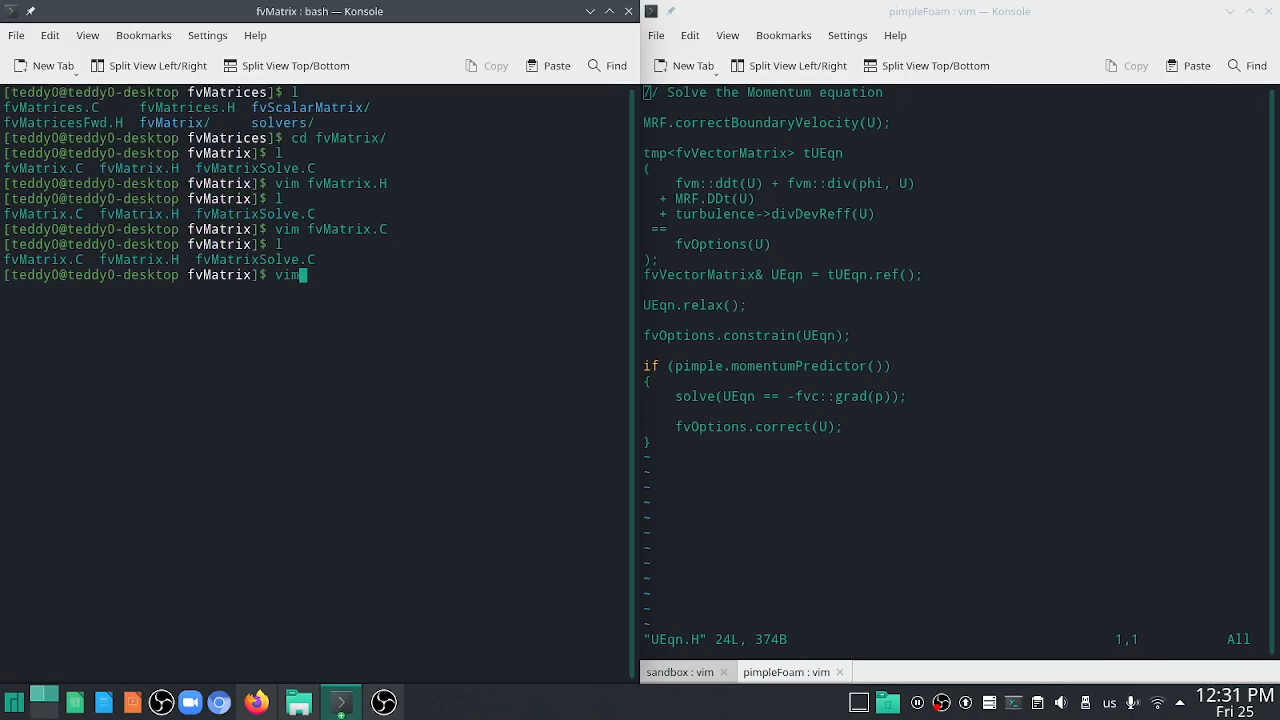 fvMatrix : bash — Konsole
File Edit View Bookmarks Settings Help
New Tab Split View Left/Right Split View Top/Bottom Copy Paste Find
[teddy0@teddy0-desktop fvMatrices]$ l
fvMatrices.C fvMatrices.H fvScalarMatrix/
fvMatricesFwd.H fvMatrix/ solvers/
[teddy0@teddy0-desktop fvMatrices]$ cd fvMatrix/
[teddy0@teddy0-desktop fvMatrix]$ l
fvMatrix.C fvMatrix.H fvMatrixSolve.C
[teddy0@teddy0-desktop fvMatrix]$ vim fvMatrix.H
[teddy0@teddy0-desktop fvMatrix]$ l
fvMatrix.C fvMatrix.H fvMatrixSolve.C
[teddy0@teddy0-desktop fvMatrix]$ vim fvMatrix.C
[teddy0@teddy0-desktop fvMatrix]$ l
fvMatrix.C fvMatrix.H fvMatrixSolve.C
[teddy0@teddy0-desktop fvMatrix]$ vim
pimpleFoam : vim — Konsole
File Edit View Bookmarks Settings Help
New Tab Split View Left/Right Split View Top/Bottom Copy Paste Find
// Solve the Momentum equation
MRF.correctBoundaryVelocity(U);
tmp<fvVectorMatrix> tUEqn
(
fvm::ddt(U) + fvm::div(phi, U)
+ MRF.DDt(U)
+ turbulence->divDevReff(U)
==
fvOptions(U)
);
fvVectorMatrix& UEqn = tUEqn.ref();
UEqn.relax();
fvOptions.constrain(UEqn);
if (pimple.momentumPredictor())
{
solve(UEqn == -fvc::grad(p));
fvOptions.correct(U);
}
~
~
~
~
~
~
~
~
~
~
~
~
"UEqn.H" 24L, 374B 1,1 All
sandbox : vim pimpleFoam : vim
us 12:31 PM
Fri 25